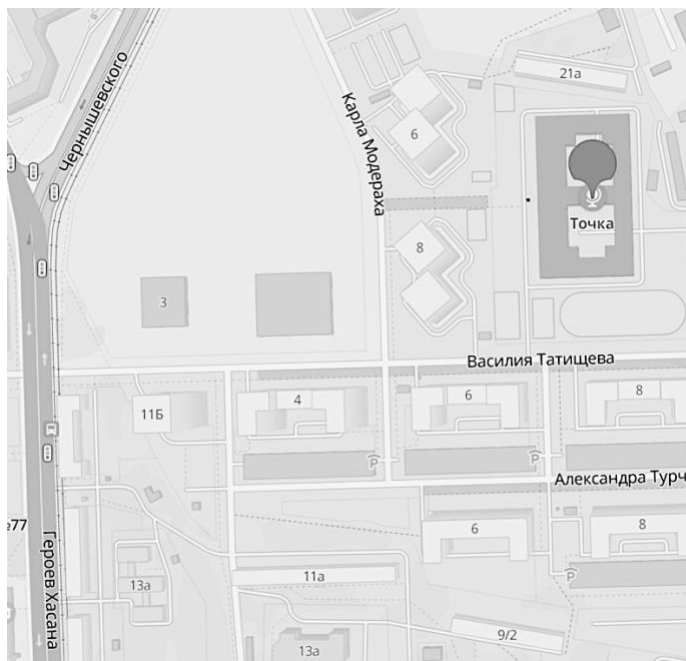 Чернышевского
21а
Карла Модераха
6
Точка
8
3
Василия Татищева
4
6
8
11Б
P
P
Александра Турч
№77
Героев Хасана
6
8
P
11а
13а
9/2
13а